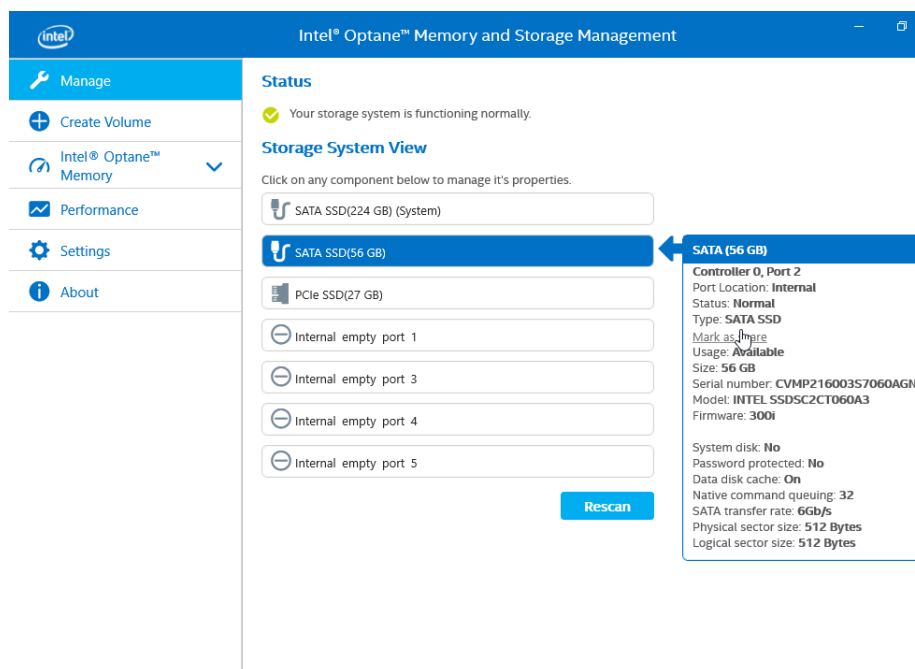 intel
Intel® Optane™ Memory and Storage Management
Manage
Create Volume
Intel® Optane™
Memory
Performance
Settings
About
Status
Your storage system is functioning normally.
Storage System View
Click on any component below to manage it's properties.
SATA SSD(224 GB) (System)
SATA SSD(56 GB)
PCIe SSD(27 GB)
Internal empty port 1
Internal empty port 3
Internal empty port 4
Internal empty port 5
Rescan
SATA (56 GB)
Controller 0, Port 2
Port Location: Internal
Status: Normal
Type: SATA SSD
Mark as
Usage: Available
Size: 56 GB
Serial number: CVMP216003S7060AGN
Model: INTEL SSDSC2CT060A3
Firmware: 300i
System disk: No
Password protected: No
Data disk cache: On
Native command queuing: 32
SATA transfer rate: 6Gb/s
Physical sector size: 512 Bytes
Logical sector size: 512 Bytes